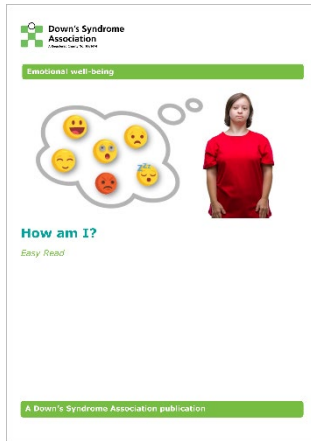 Down's Syndrome
Association
Emotional well-being
How am I?
Easy Read
A Down's Syndrome Association publication